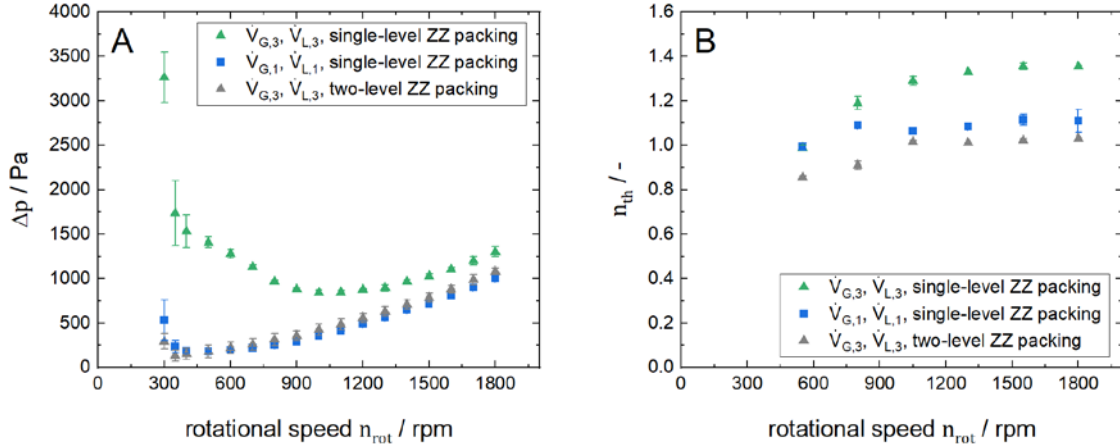 A
V̇G,3, V̇L,3, single-level ZZ packing
V̇G,1, V̇L,1, single-level ZZ packing
V̇G,3, V̇L,3, two-level ZZ packing
4000
3500
3000
2500
2000
1500
1000
500
0
Δp / Pa
0 300 600 900 1200 1500 1800
rotational speed nrot / rpm
B
1.6
1.4
1.2
1.0
0.8
0.6
0.4
0.2
0.0
nth / -
V̇G,3, V̇L,3, single-level ZZ packing
V̇G,1, V̇L,1, single-level ZZ packing
V̇G,3, V̇L,3, two-level ZZ packing
0 300 600 900 1200 1500 1800
rotational speed nrot / rpm